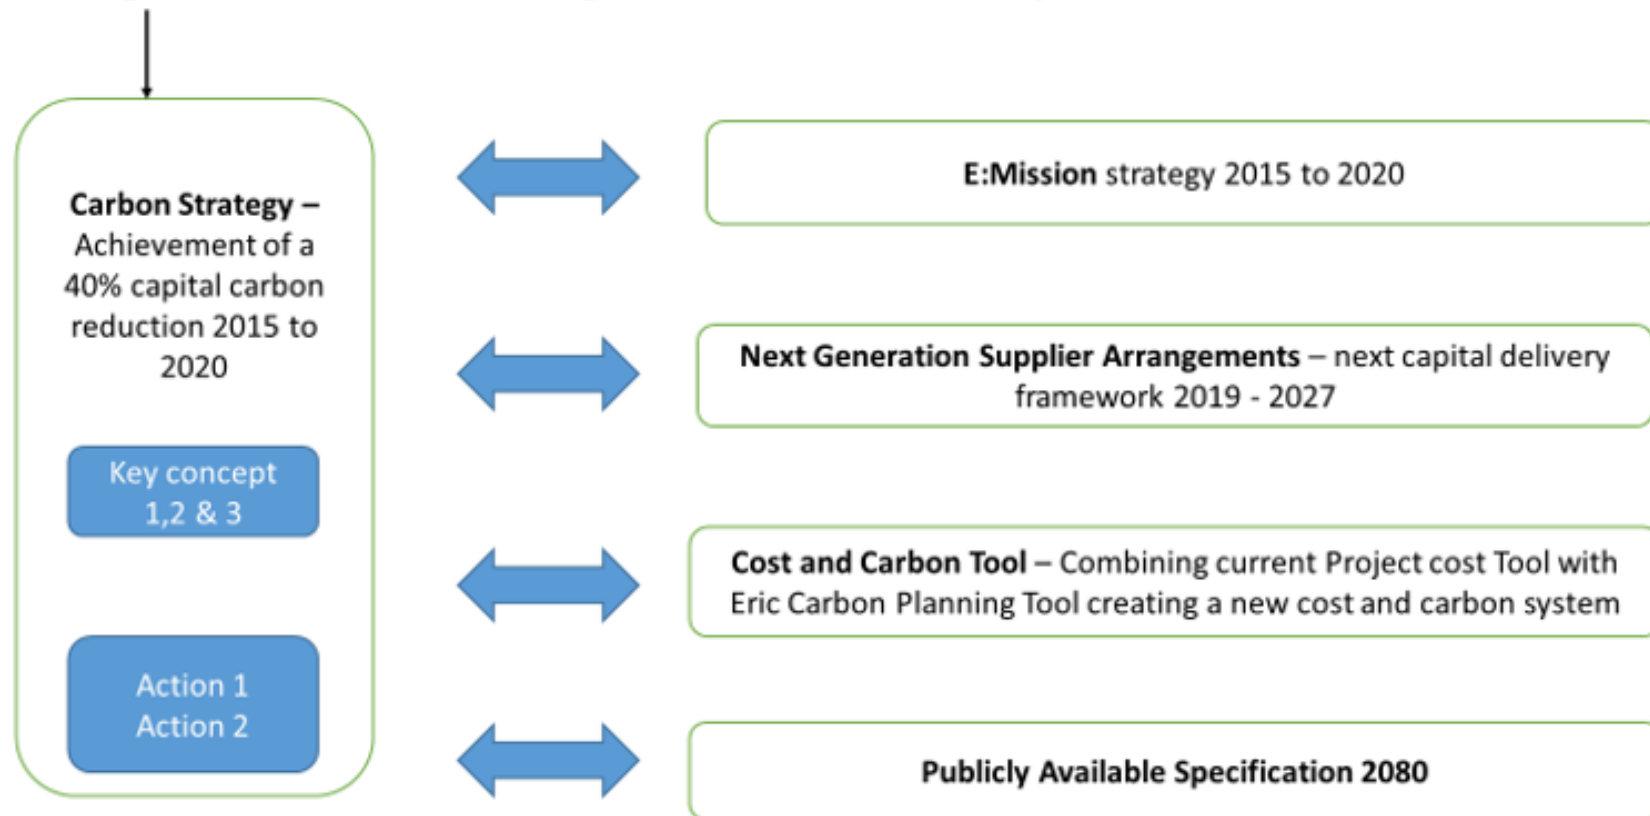 Carbon Strategy –
Achievement of a
40% capital carbon
reduction 2015 to
2020
Key concept
1,2 & 3
Action 1
Action 2
E:Mission strategy 2015 to 2020
Next Generation Supplier Arrangements – next capital delivery
framework 2019 - 2027
Cost and Carbon Tool – Combining current Project cost Tool with
Eric Carbon Planning Tool creating a new cost and carbon system
Publicly Available Specification 2080